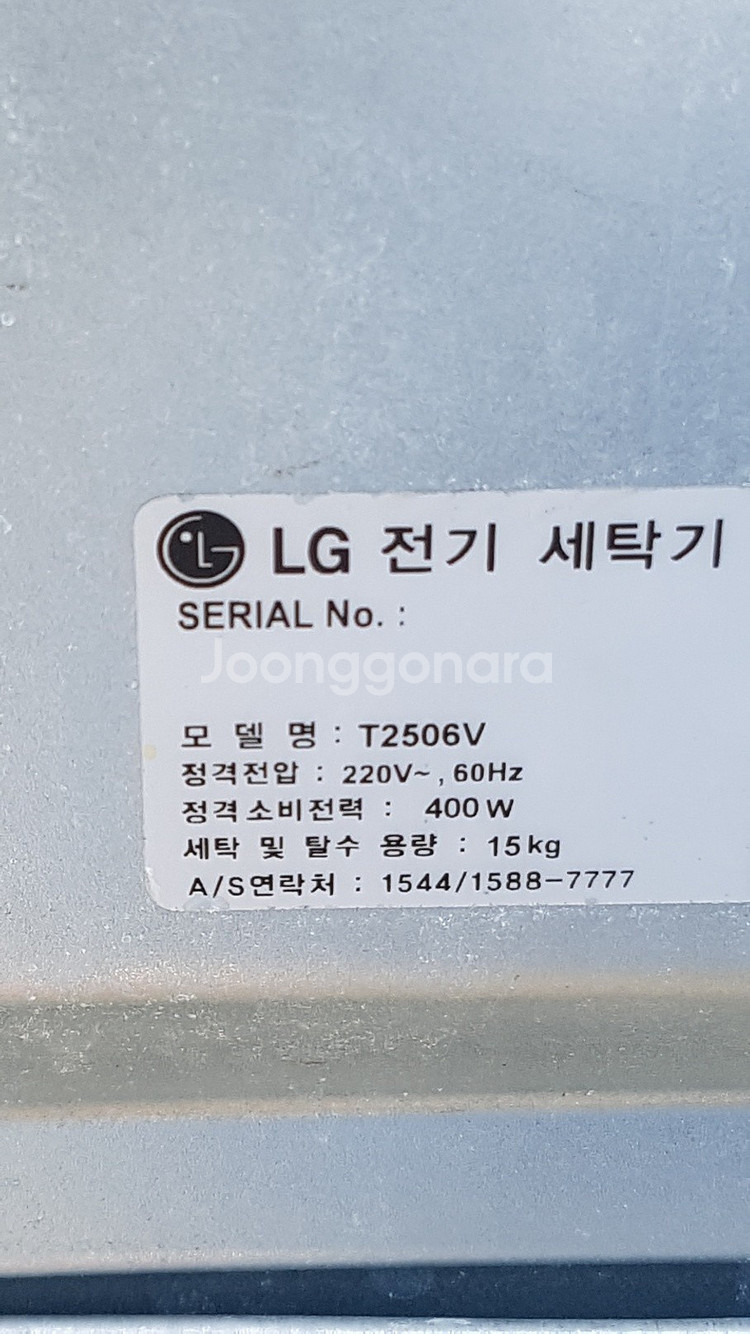 LG 전기 세탁기
SERIAL No. :
Joonggonara
모 델 명 : T2506V
정격전압 : 220V~, 60Hz
정격소비전력 : 400W
세탁 및 탈수 용량 : 15kg
A/S연락처 : 1544/1588-7777